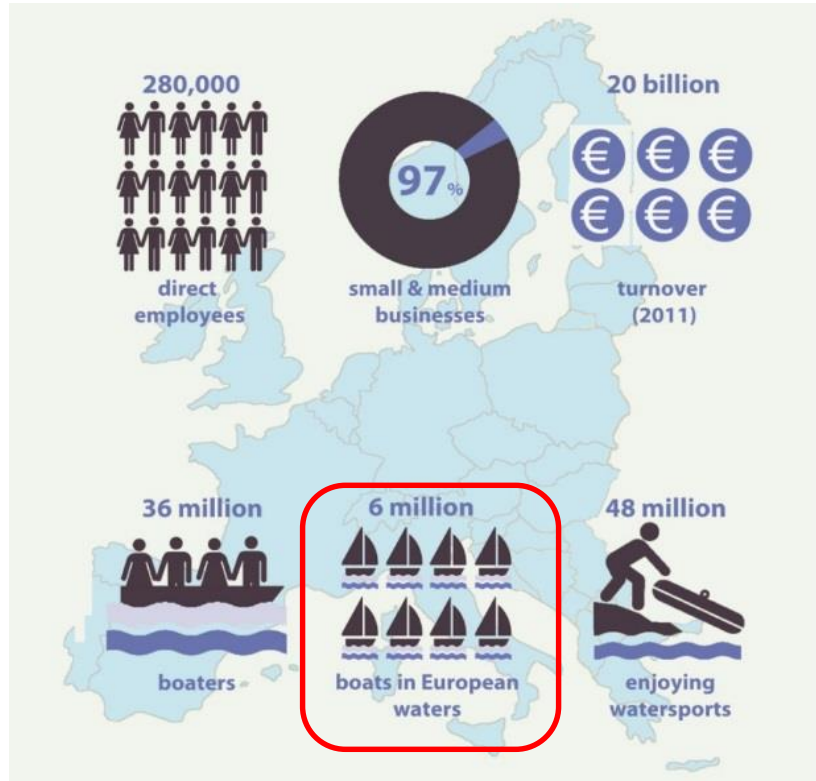 280,000
direct
employees
97%
small & medium
businesses
20 billion
€ € €
€ € €
turnover
(2011)
36 million
boaters
6 million
boats in European
waters
48 million
enjoying
watersports